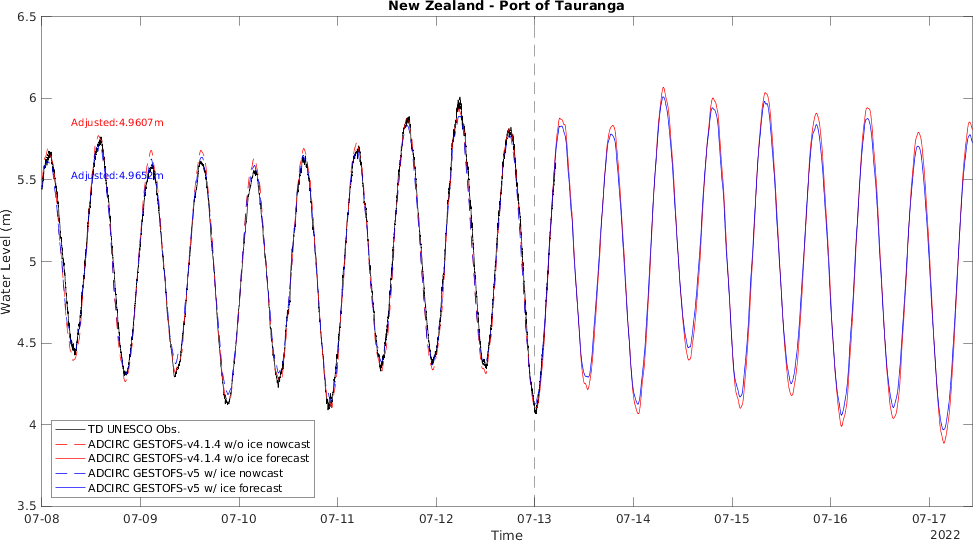 New Zealand - Port of Tauranga
6.5
6
5.5
5
4.5
4
3.5
Water Level (m)
Adjusted:4.9607m
TD UNESCO Obs.
ADCIRC GESTOFS-v4.1.4 w/o ice nowcast
ADCIRC GESTOFS-v4.1.4 w/o ice forecast
ADCIRC GESTOFS-v5 w/ ice nowcast
ADCIRC GESTOFS-v5 w/ ice forecast
07-08 07-09 07-10 07-11 07-12 07-13 07-14 07-15 07-16 07-17
Time
2022